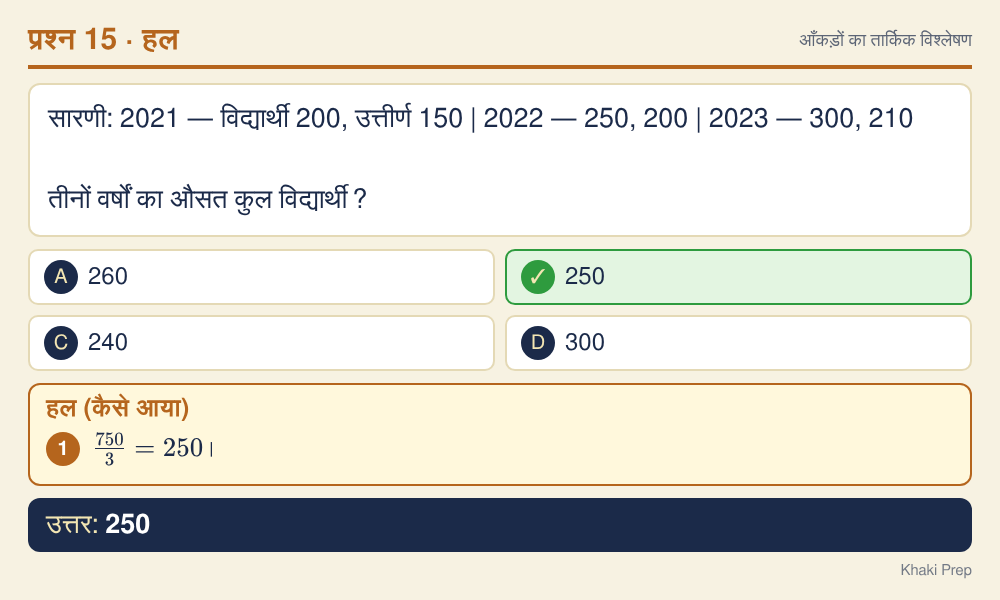 प्रश्न 15 · हल
आँकड़ों का तार्किक विश्लेषण
सारणी: 2021 — विद्यार्थी 200, उत्तीर्ण 150 | 2022 — 250, 200 | 2023 — 300, 210
तीनों वर्षों का औसत कुल विद्यार्थी ?
A 260
✓ 250
C 240
D 300
हल (कैसे आया)
1 750/3 = 250।
उत्तर: 250
Khaki Prep